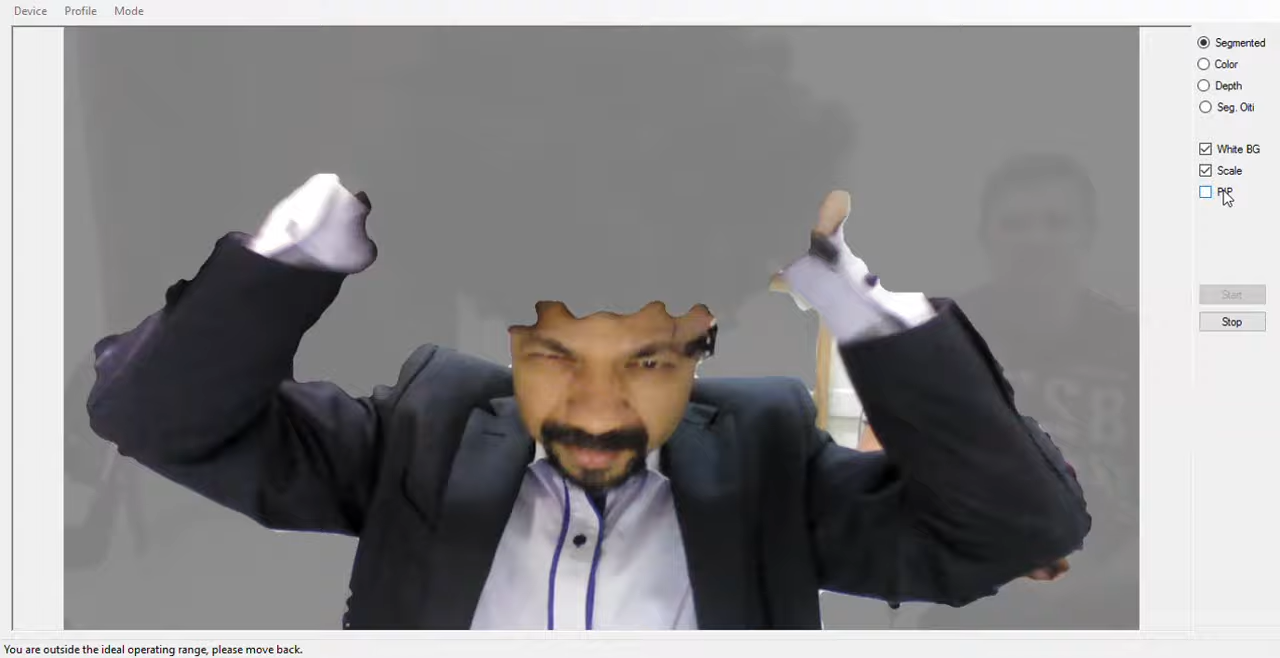 Device Profile Mode
Segmented
Color
Depth
Seg. Oiti
White BG
Scale
Start
Stop
You are outside the ideal operating range, please move back.